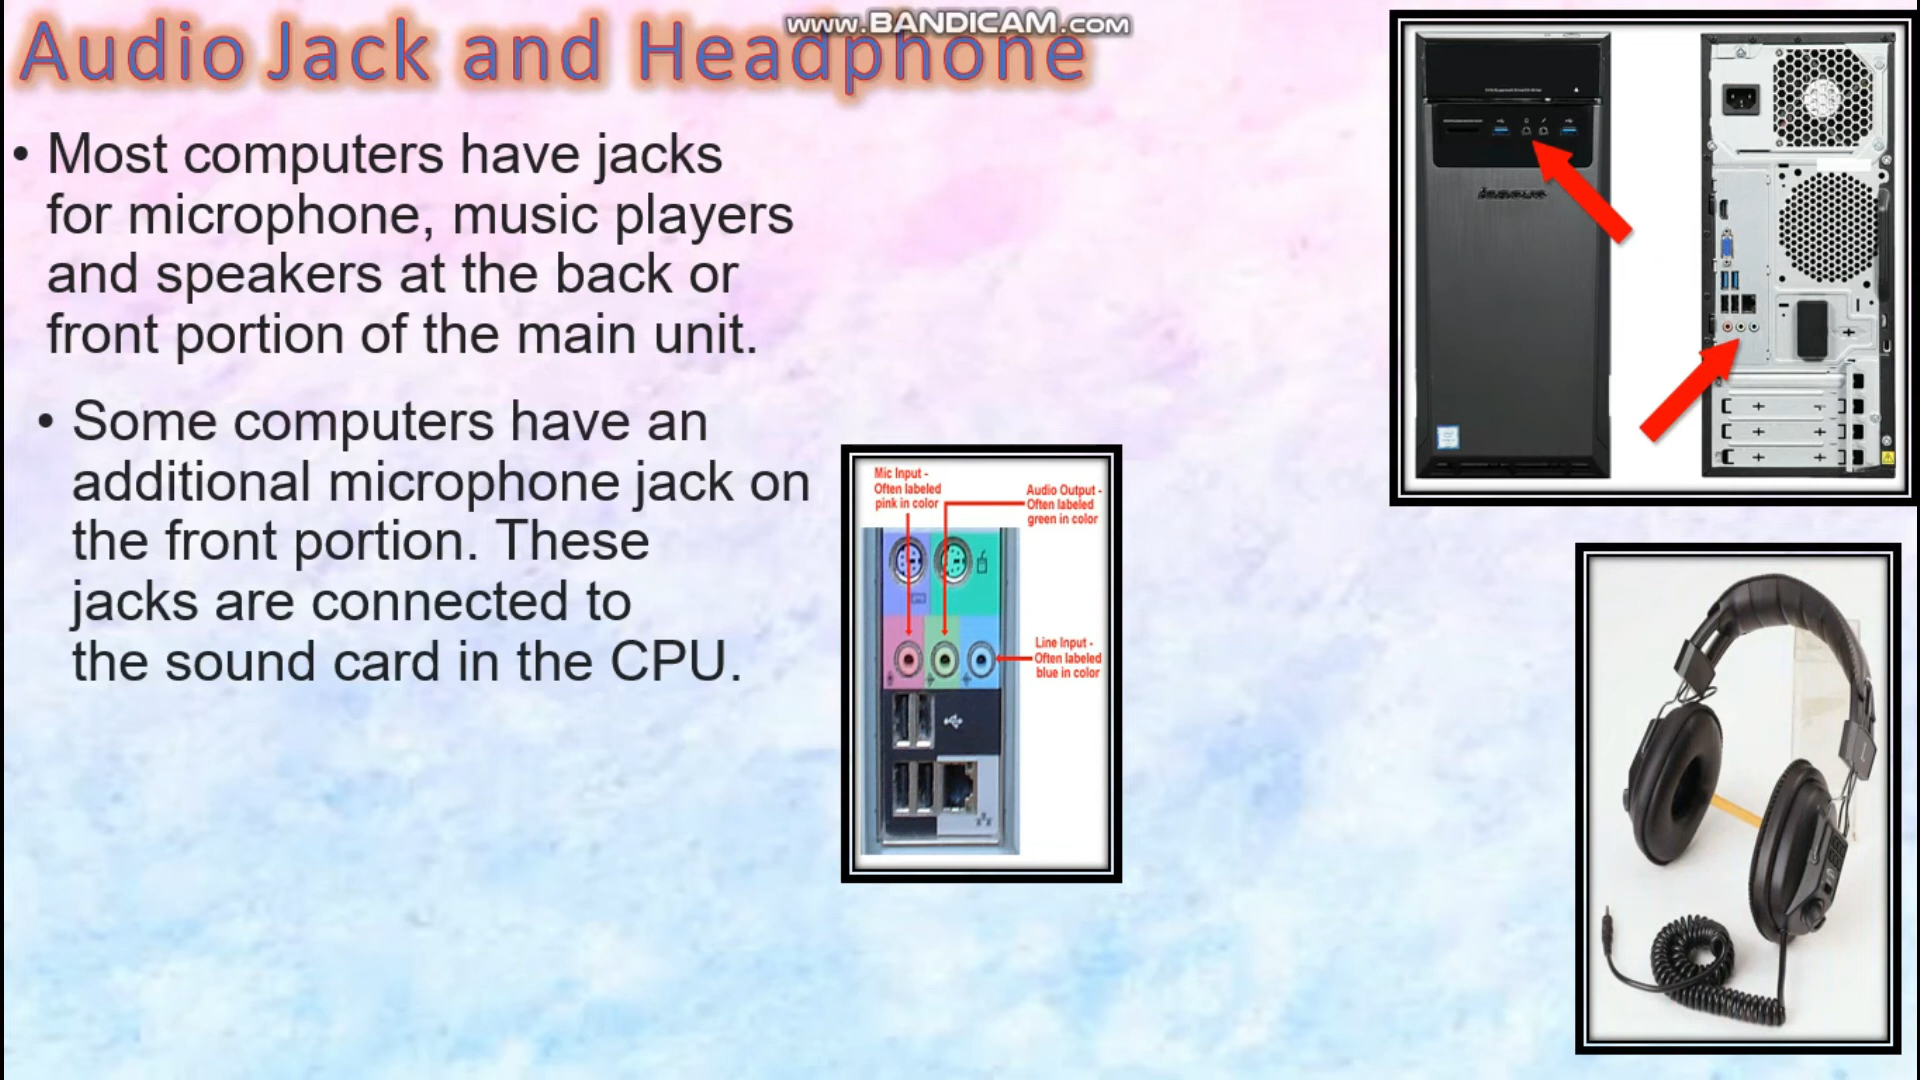 www.BANDICAM.com
Audio Jack and Headphone
• Most computers have jacks
for microphone, music players
and speakers at the back or
front portion of the main unit.
• Some computers have an
additional microphone jack on
the front portion. These
jacks are connected to
the sound card in the CPU.
Mic Input -
Often labeled
pink in color
Audio Output -
Often labeled
green in color
Line Input -
Often labeled
blue in color